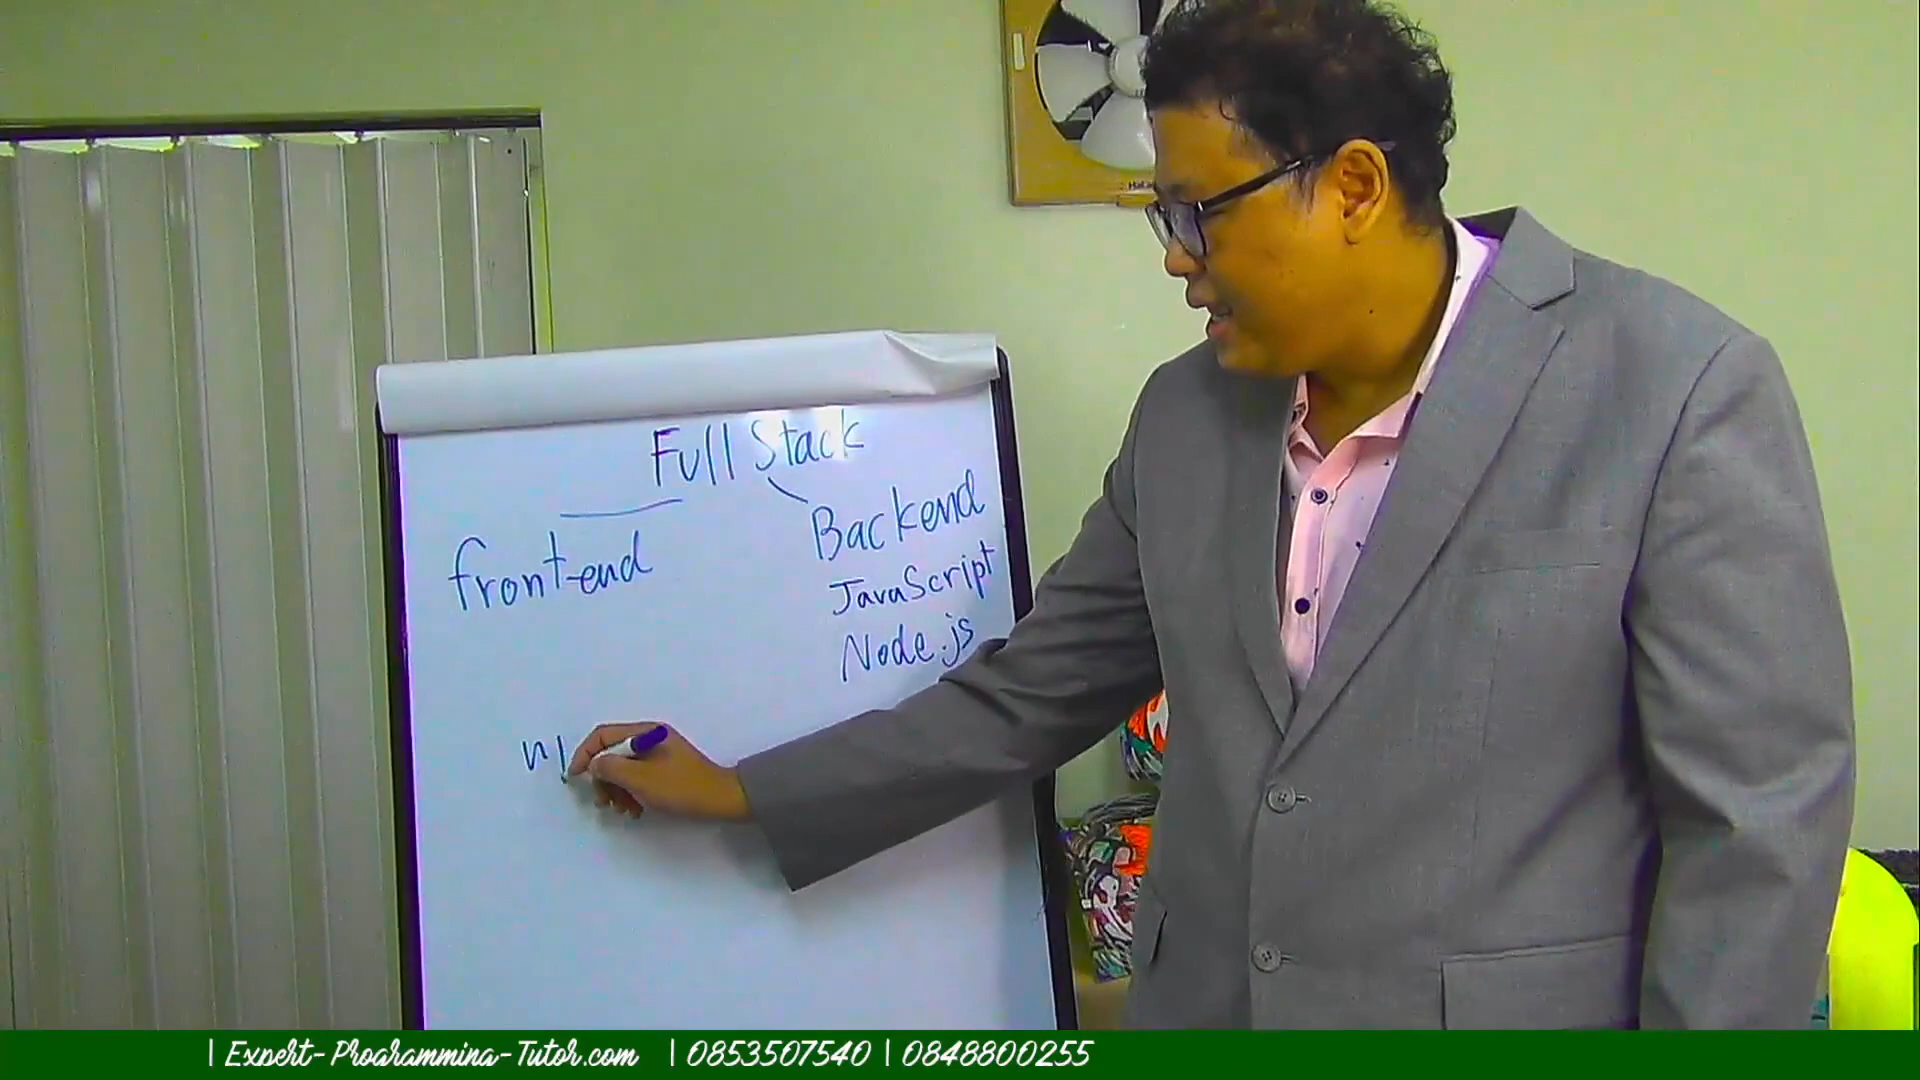 Full Stack
front-end
Backend
JavaScript
Node.js
| Expert-Programming-Tutor.com | 0853507540 | 0848800255